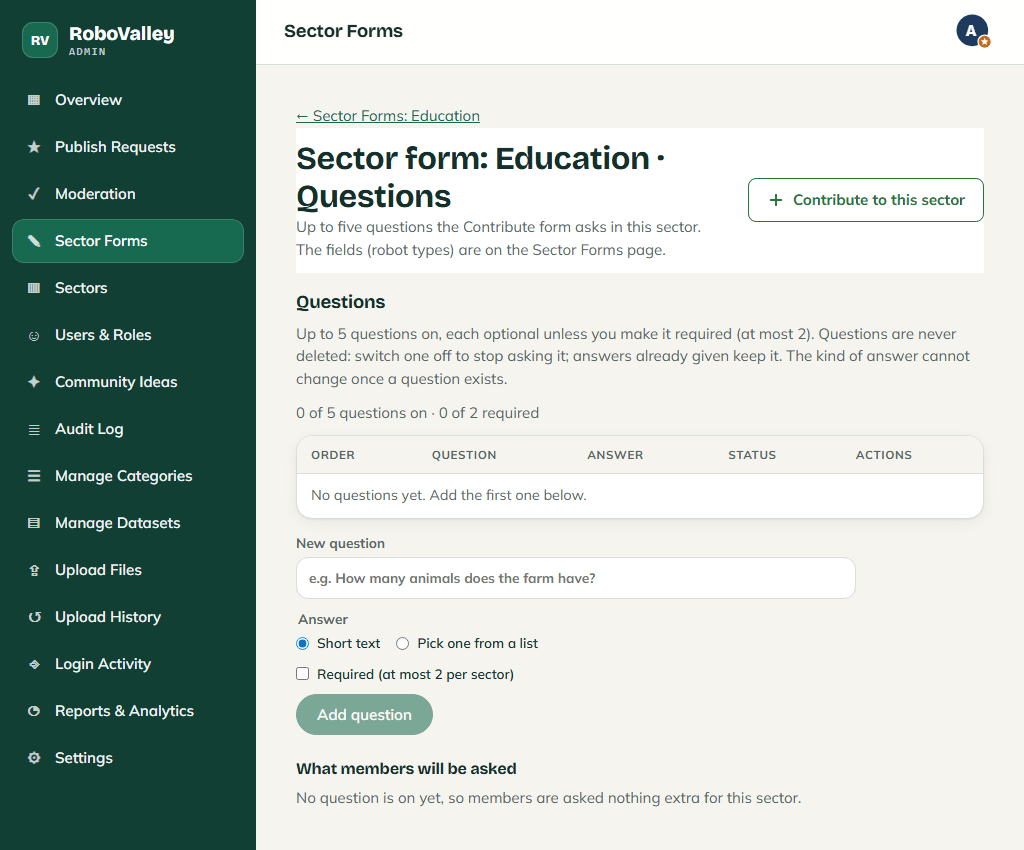 RV
RoboValley
ADMIN
Overview
Publish Requests
Moderation
Sector Forms
Sectors
Users & Roles
Community Ideas
Audit Log
Manage Categories
Manage Datasets
Upload Files
Upload History
Login Activity
Reports & Analytics
Settings
Sector Forms
A
← Sector Forms: Education
Sector form: Education ·
Questions
Up to five questions the Contribute form asks in this sector.
The fields (robot types) are on the Sector Forms page.
+ Contribute to this sector
Questions
Up to 5 questions on, each optional unless you make it required (at most 2). Questions are never
deleted: switch one off to stop asking it; answers already given keep it. The kind of answer cannot
change once a question exists.
0 of 5 questions on · 0 of 2 required
ORDER QUESTION ANSWER STATUS ACTIONS
No questions yet. Add the first one below.
New question
e.g. How many animals does the farm have?
Answer
Short text Pick one from a list
Required (at most 2 per sector)
Add question
What members will be asked
No question is on yet, so members are asked nothing extra for this sector.